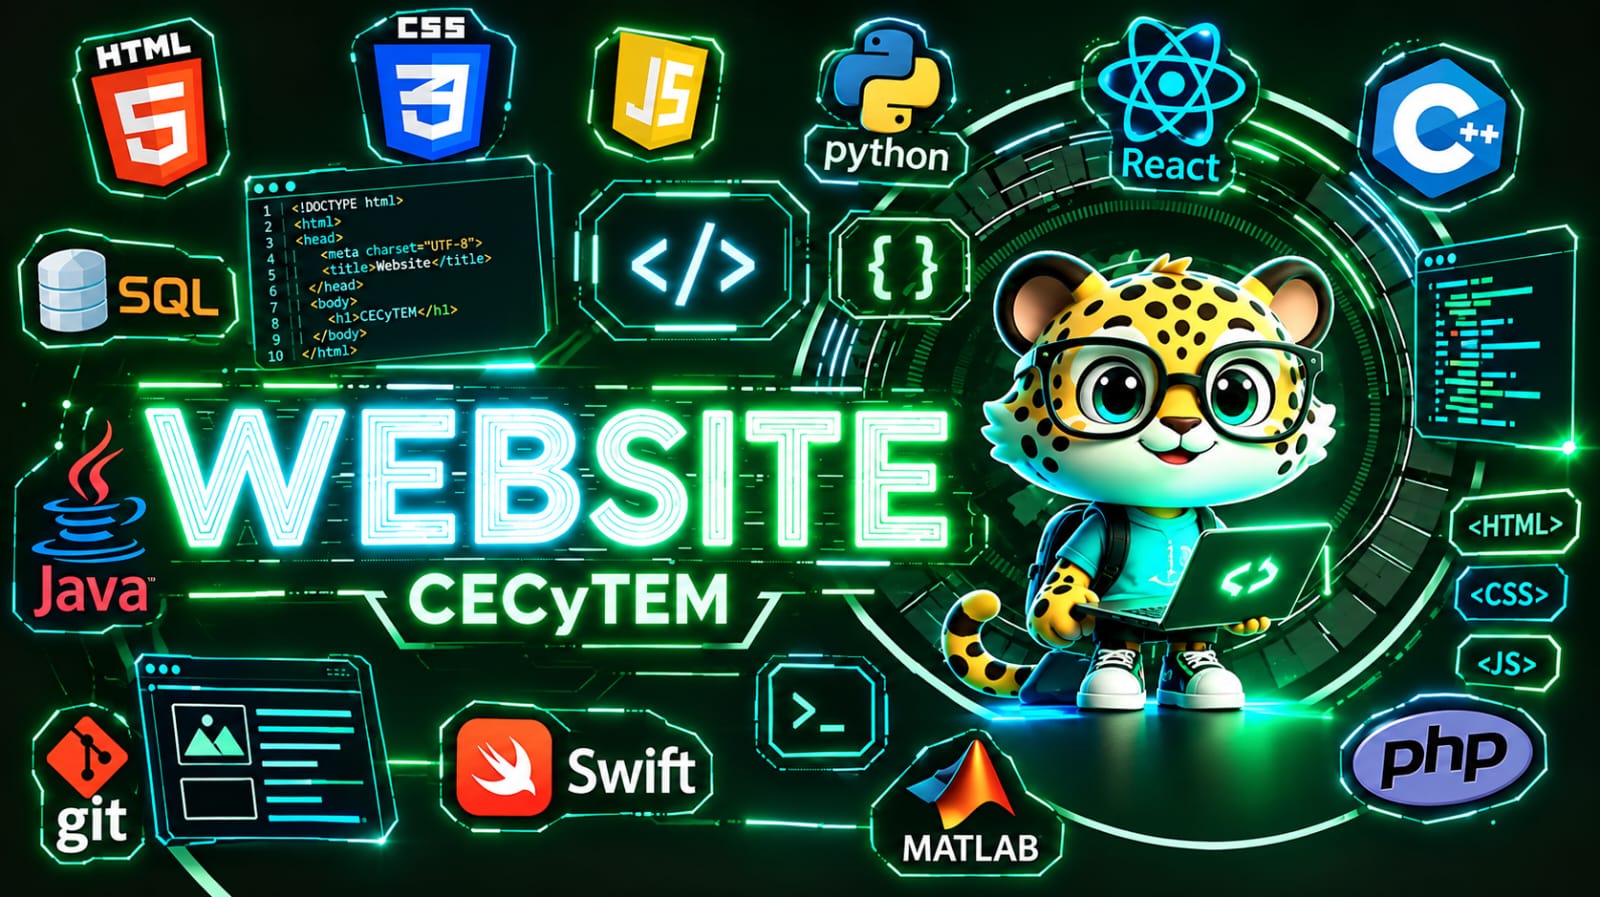 HTML
5
CSS
3
JS
python
React
C++
1 <!DOCTYPE html>
2 <html>
3 <head>
4 <meta charset="UTF-8">
5 <title>Website</title>
6 </head>
7 <body>
8 <h1>CECyTEM</h1>
9 </body>
10 </html>
</>
{ }
SQL
WEBSITE
CECyTEM
Java™
< >
<HTML>
<CSS>
<JS>
git
Swift
>_
MATLAB
php